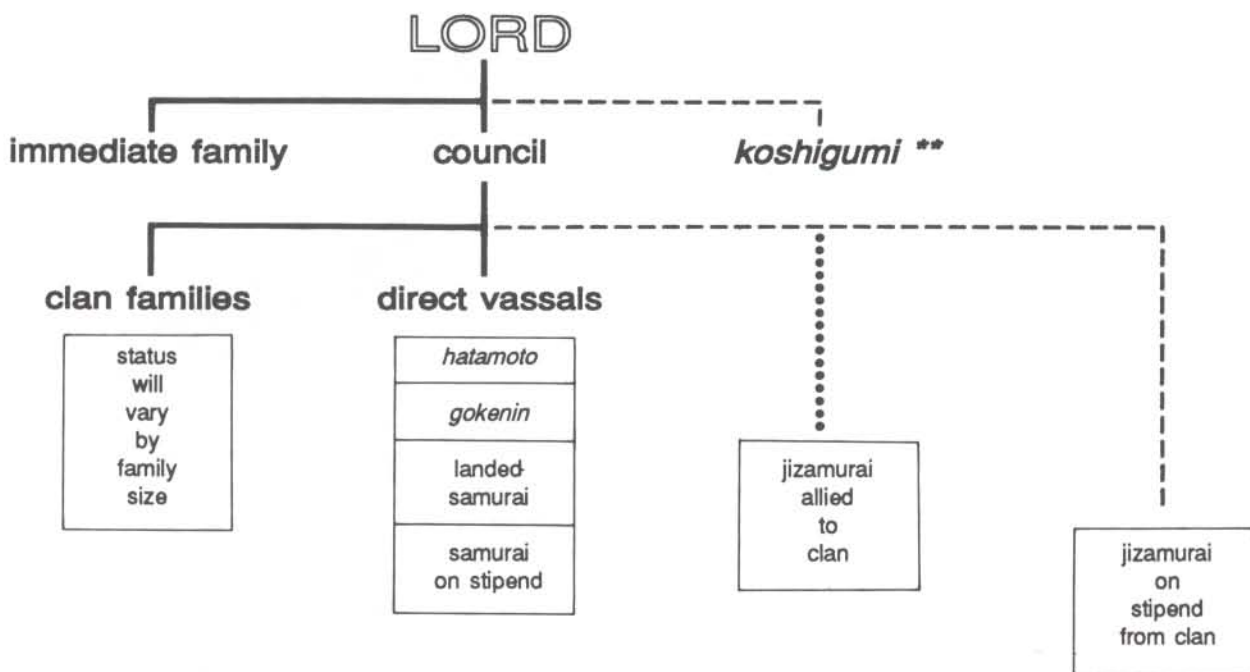 LORD
immediate family
council
koshigumi **
clan families
direct vassals
status
will
vary
by
family
size
hatamoto
gokenin
landed-
samurai
samurai
on stipend
jizamurai
allied
to
clan
jizamurai
on
stipend
from clan